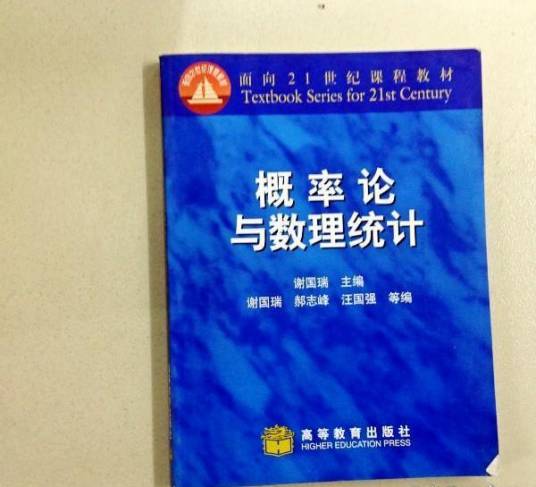 面向21世纪课程教材
Textbook Series for 21st Century
概率论
与数理统计
谢国瑞 主编
谢国瑞 郝志峰 汪国强 等编
高等教育出版社
HIGHER EDUCATION PRESS